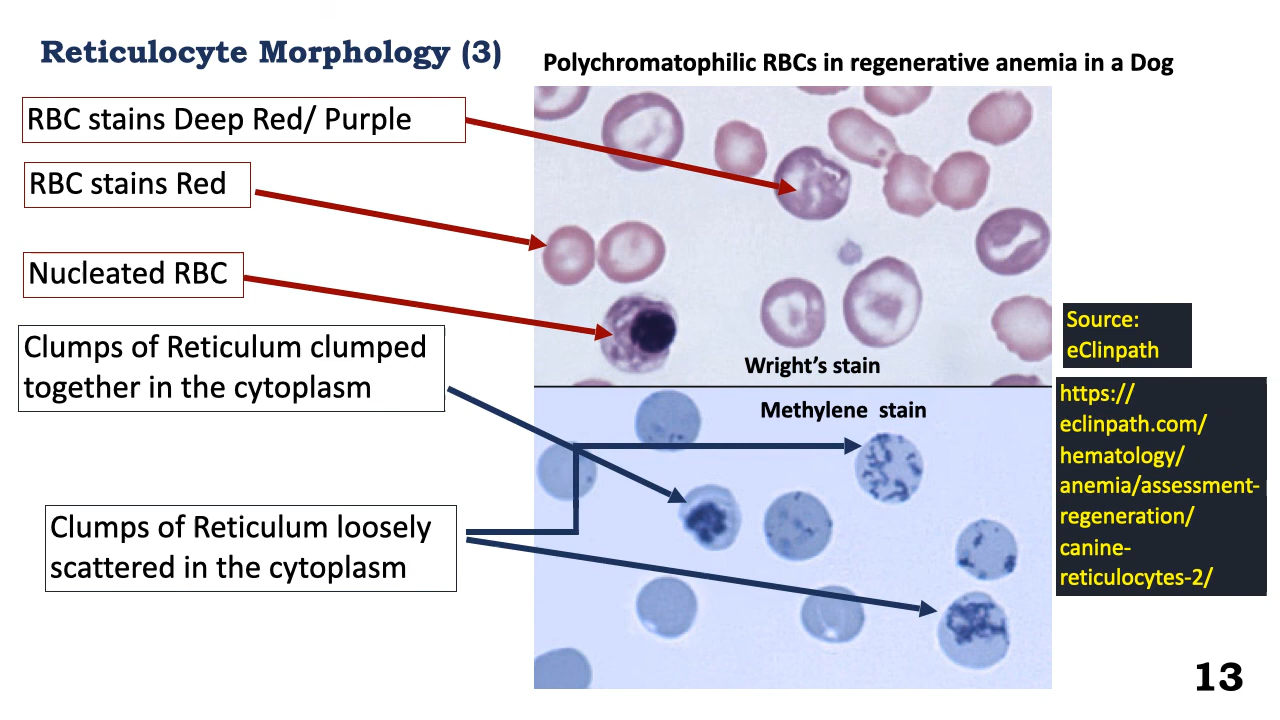 Reticulocyte Morphology (3)
Polychromatophilic RBCs in regenerative anemia in a Dog
RBC stains Deep Red/ Purple
RBC stains Red
Nucleated RBC
Clumps of Reticulum clumped
together in the cytoplasm
Clumps of Reticulum loosely
scattered in the cytoplasm
Wright’s stain
Methylene stain
Source:
eClinpath
https://
eclinpath.com/
hematology/
anemia/assessment-
regeneration/
canine-
reticulocytes-2/
13